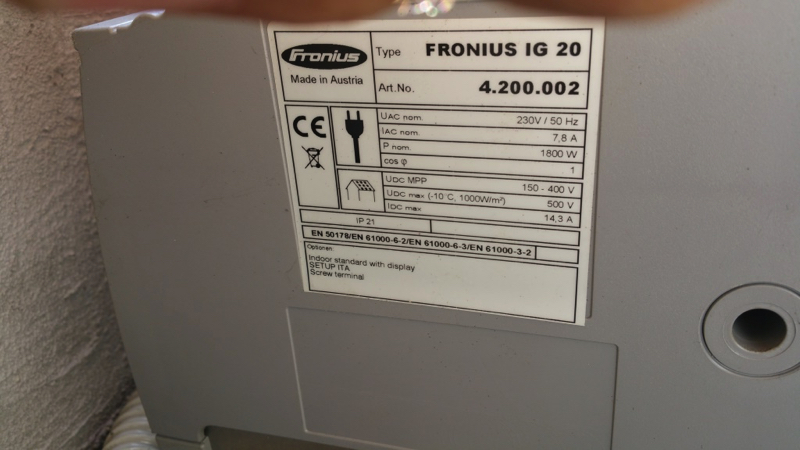 Fronius
Made in Austria
Type FRONIUS IG 20
Art.No. 4.200.002
CE
UAC nom. 230V / 50 Hz
IAC nom. 7,8 A
P nom. 1800 W
cos φ 1
UDC MPP 150 - 400 V
UDC max (-10°C, 1000W/m²) 500 V
IDC max 14,3 A
IP 21
EN 50178/EN 61000-6-2/EN 61000-6-3/EN 61000-3-2
Optionen:
Indoor standard with display
SETUP ITA
Screw terminal